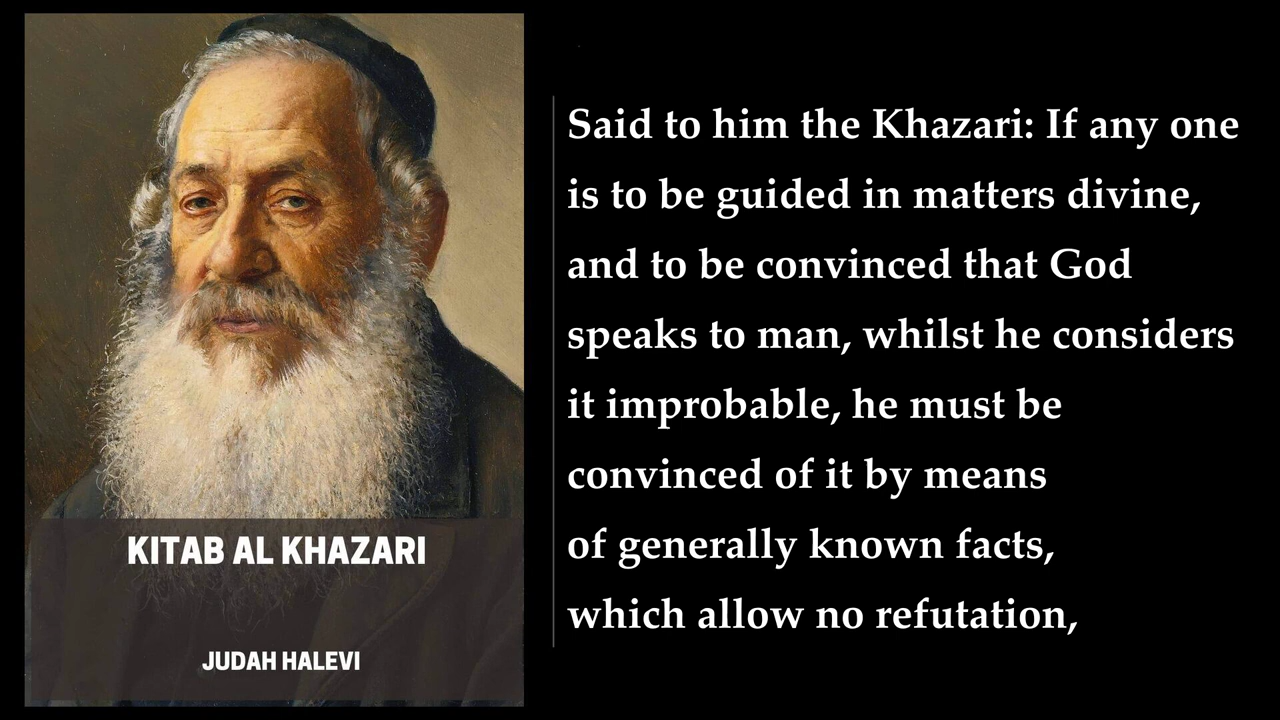 KITAB AL KHAZARI
JUDAH HALEVI
Said to him the Khazari: If any one
is to be guided in matters divine,
and to be convinced that God
speaks to man, whilst he considers
it improbable, he must be
convinced of it by means
of generally known facts,
which allow no refutation,